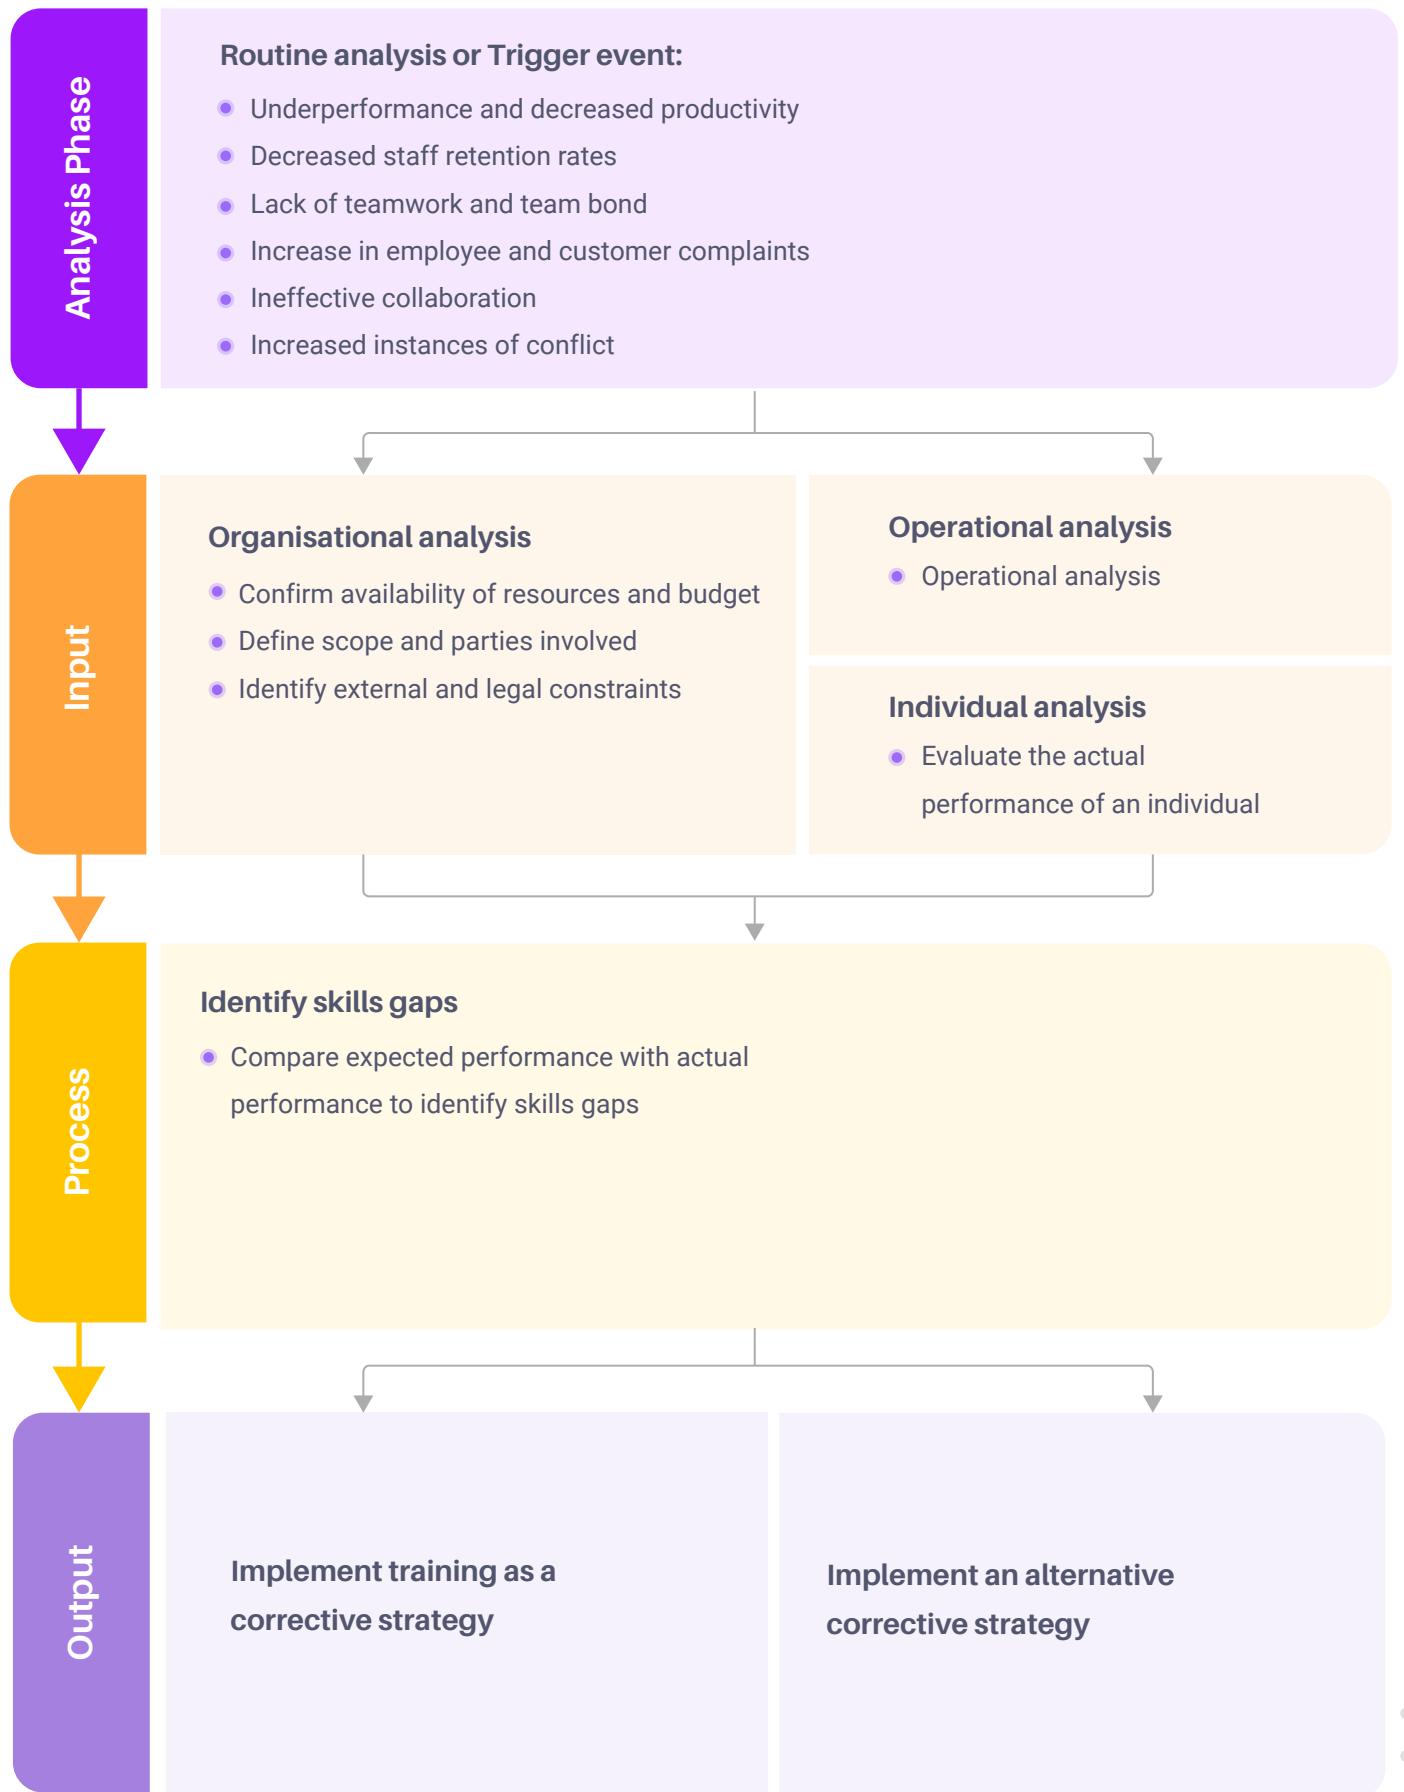 Analysis Phase
Routine analysis or Trigger event:
Underperformance and decreased productivity
Decreased staff retention rates
Lack of teamwork and team bond
Increase in employee and customer complaints
Ineffective collaboration
Increased instances of conflict
Input
Organisational analysis
Confirm availability of resources and budget
Define scope and parties involved
Identify external and legal constraints
Operational analysis
Operational analysis
Individual analysis
Evaluate the actual
performance of an individual
Process
Identify skills gaps
Compare expected performance with actual
performance to identify skills gaps
Output
Implement training as a
corrective strategy
Implement an alternative
corrective strategy